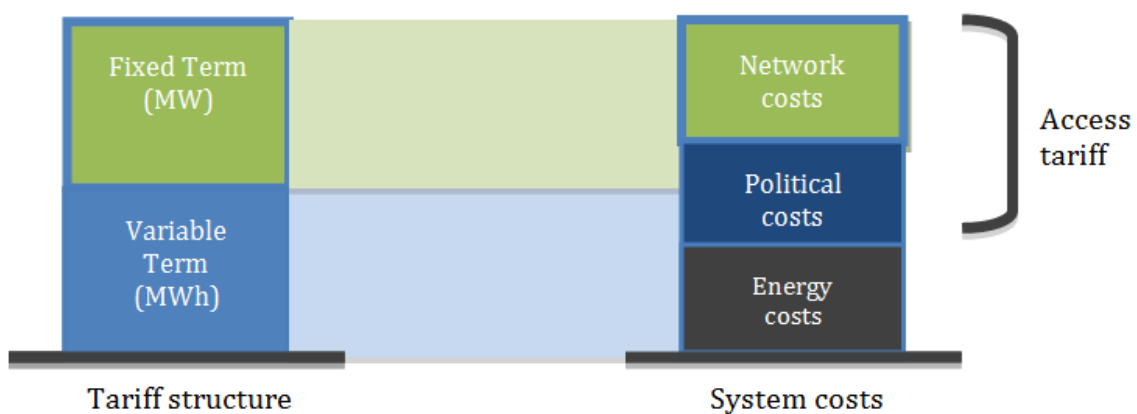 Fixed Term
(MW)
Variable
Term
(MWh)
Network
costs
Political
costs
Energy
costs
Access
tariff
Tariff structure
System costs